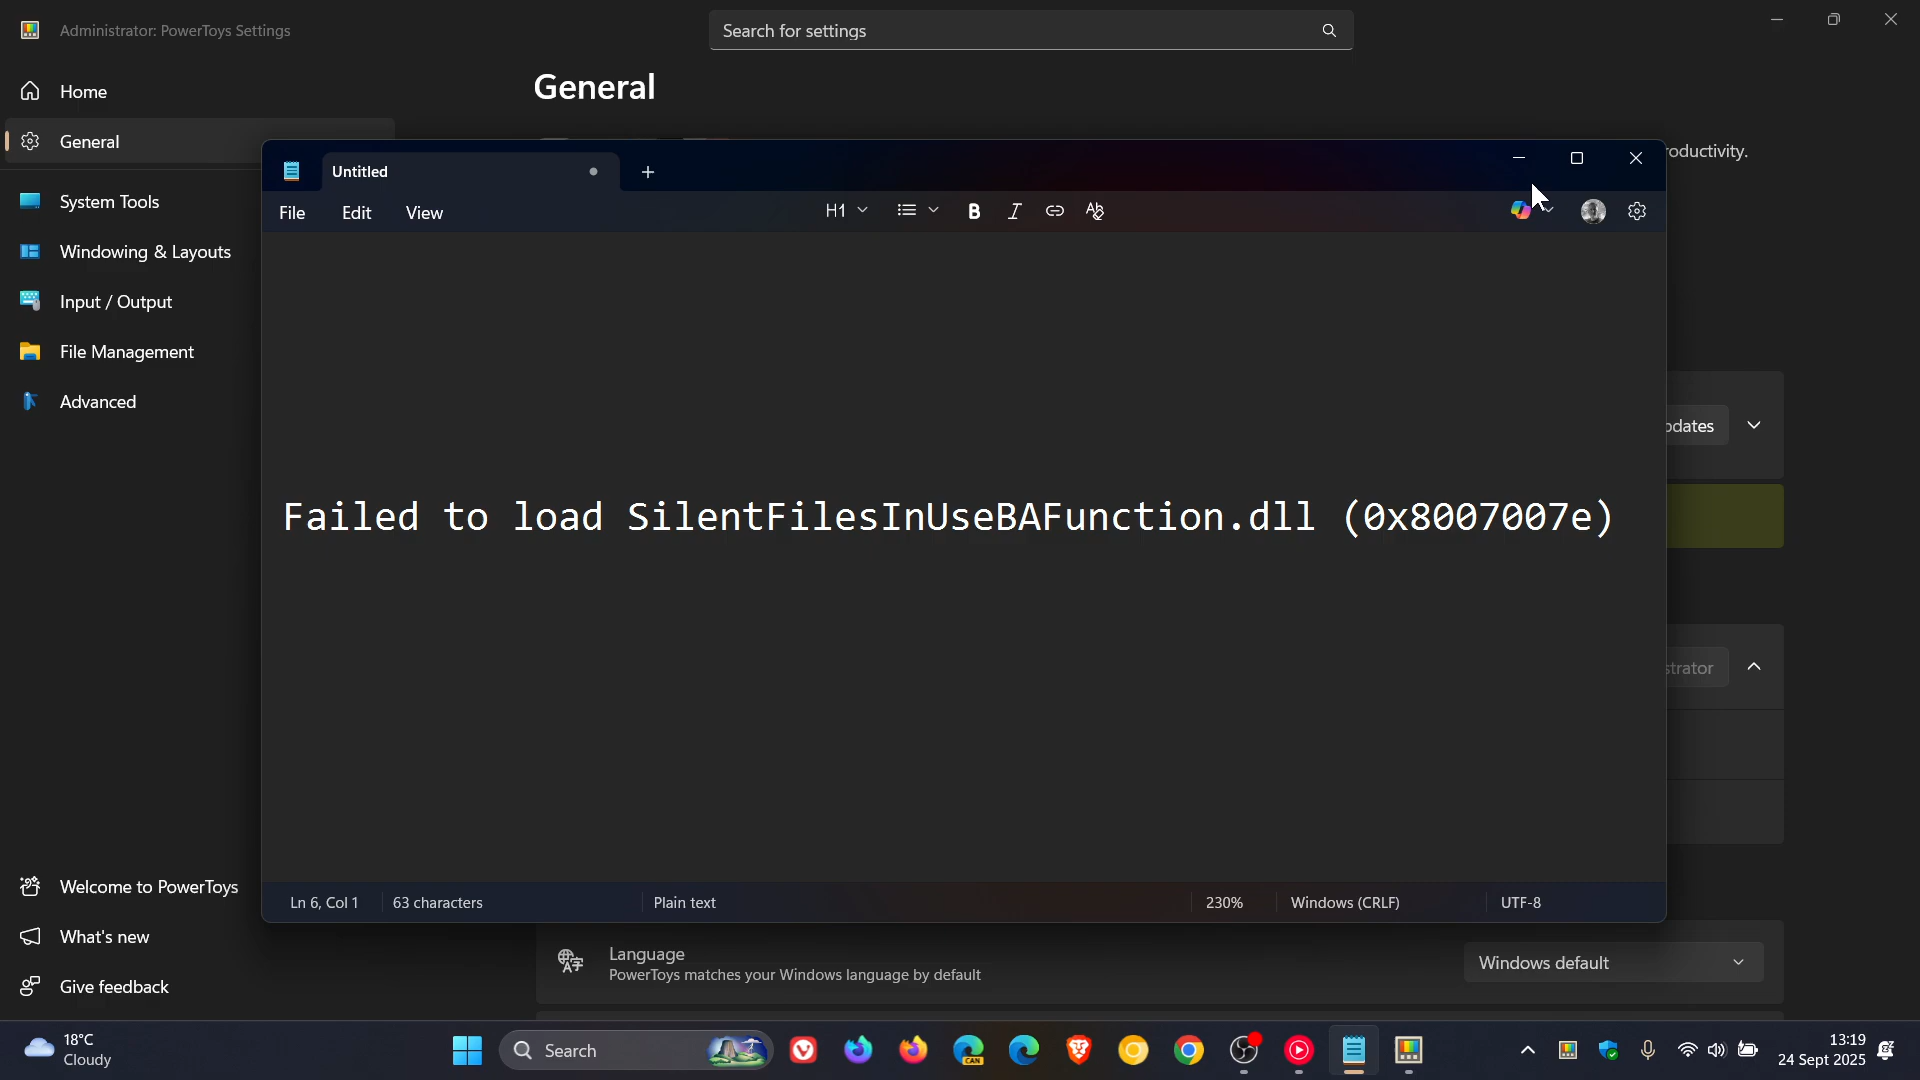 Administrator: PowerToys Settings
Search for settings
Home
General
General
oductivity.
Untitled
File
Edit
View
H1
System Tools
Windowing & Layouts
Input / Output
File Management
Advanced
dates
Failed to load SilentFilesInUseBAFunction.dll (0x8007007e)
strator
Welcome to PowerToys
What's new
Give feedback
Ln 6, Col 1
63 characters
Plain text
230%
Windows (CRLF)
UTF-8
Language
PowerToys matches your Windows language by default
Windows default
18°C
Cloudy
Search
CAN
13:19
24 Sept 2025